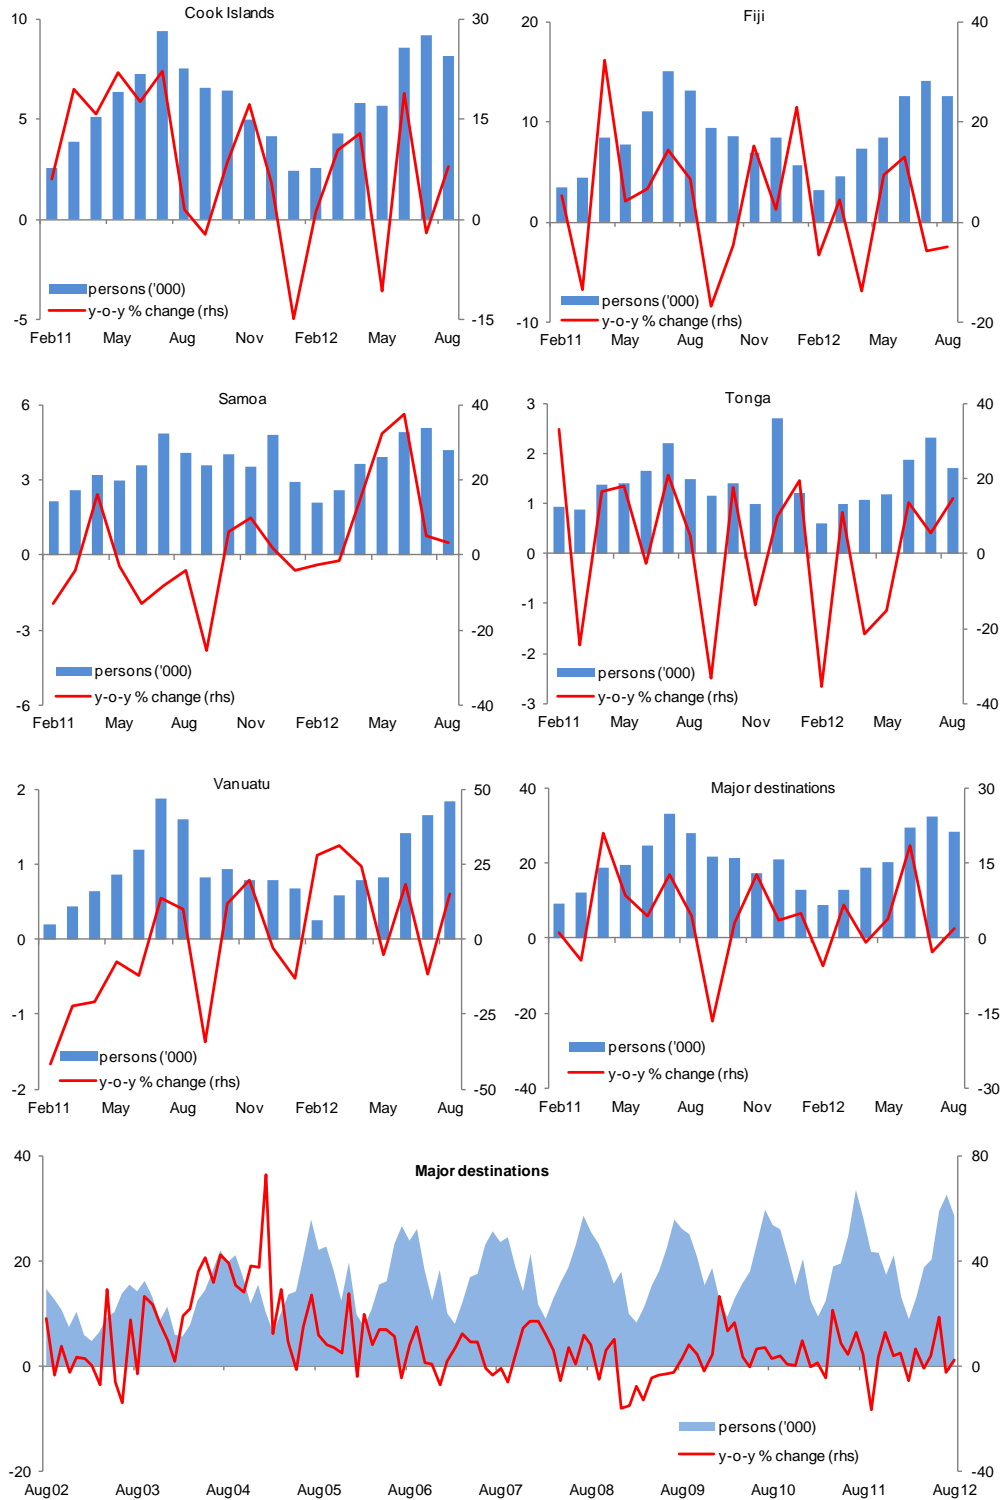 Cook Islands
10
5
0
-5
30
15
0
-15
persons ('000)
y-o-y % change (rhs)
Feb11 May Aug Nov Feb12 May Aug
Fiji
20
10
0
-10
40
20
0
-20
persons ('000)
y-o-y % change (rhs)
Feb11 May Aug Nov Feb12 May Aug
Samoa
6
3
0
-3
-6
40
20
0
-20
-40
persons ('000)
y-o-y % change (rhs)
Feb11 May Aug Nov Feb12 May Aug
Tonga
3
2
1
0
-1
-2
-3
40
20
0
-20
-40
persons ('000)
y-o-y % change (rhs)
Feb11 May Aug Nov Feb12 May Aug
Vanuatu
2
1
0
-1
-2
50
25
0
-25
-50
persons ('000)
y-o-y % change (rhs)
Feb11 May Aug Nov Feb12 May Aug
Major destinations
40
20
0
-20
-40
30
15
0
-15
-30
persons ('000)
y-o-y % change (rhs)
Feb11 May Aug Nov Feb12 May Aug
Major destinations
40
20
0
-20
80
40
0
-40
persons ('000)
y-o-y % change (rhs)
Aug02 Aug03 Aug04 Aug05 Aug06 Aug07 Aug08 Aug09 Aug10 Aug11 Aug12